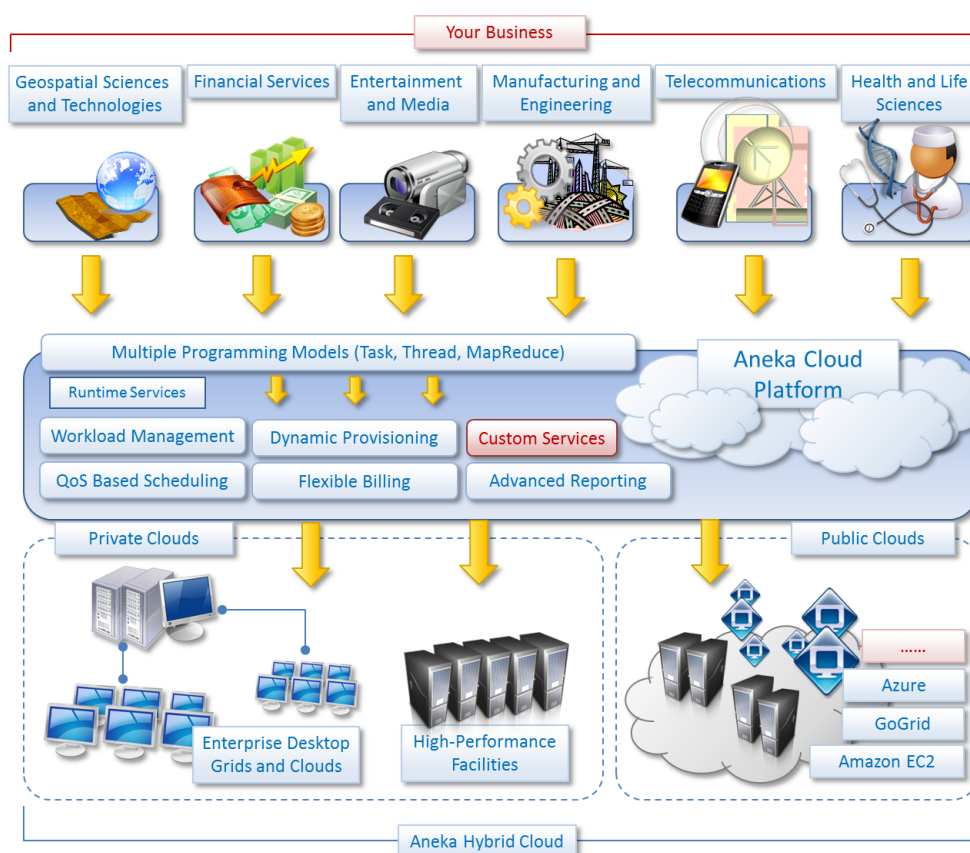 Your Business
Geospatial Sciences
and Technologies
Financial Services
Entertainment
and Media
Manufacturing and
Engineering
Telecommunications
Health and Life
Sciences
Multiple Programming Models (Task, Thread, MapReduce)
Aneka Cloud
Platform
Runtime Services
Workload Management
Dynamic Provisioning
Custom Services
QoS Based Scheduling
Flexible Billing
Advanced Reporting
Private Clouds
Public Clouds
......
Azure
GoGrid
Amazon EC2
Enterprise Desktop
Grids and Clouds
High-Performance
Facilities
Aneka Hybrid Cloud